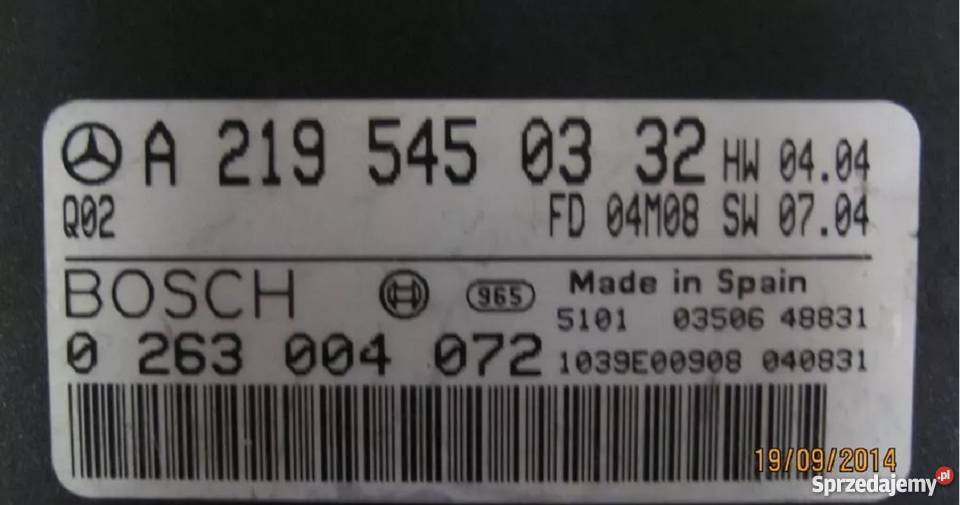 A 219 545 03 32 HW 04.04
Q02 FD 04M08 SW 07.04
BOSCH 965 Made in Spain
5101 03506 48831
0 263 004 072 1039E00908 040831
19/09/2014
Sprzedajemy.pl